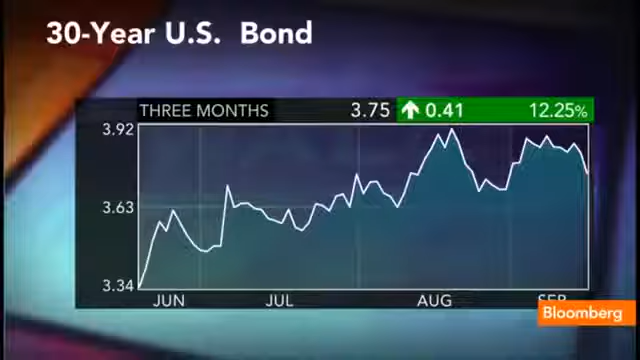 30-Year U.S. Bond
THREE MONTHS 3.75 0.41 12.25%
3.92
3.63
3.34
JUN JUL AUG SEP
Bloomberg